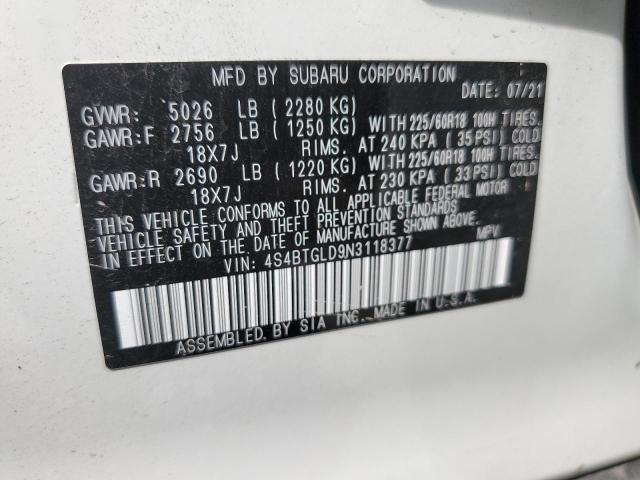 MFD BY SUBARU CORPORATION
DATE: 07/21
GVWR: 5026 LB (2280 KG)
GAWR:F 2756 LB (1250 KG) WITH 225/60R18 100H TIRES.
18X7J RIMS. AT 240 KPA (35 PSI) COLD
GAWR:R 2690 LB (1220 KG) WITH 225/60R18 100H TIRES.
18X7J RIMS. AT 230 KPA (33 PSI) COLD
THIS VEHICLE CONFORMS TO ALL APPLICABLE FEDERAL MOTOR
VEHICLE SAFETY AND THEFT PREVENTION STANDARDS
IN EFFECT ON THE DATE OF MANUFACTURE SHOWN ABOVE.
VIN: 4S4BTGLD9N3118377 MPV
ASSEMBLED BY SIA INC. MADE IN U.S.A.